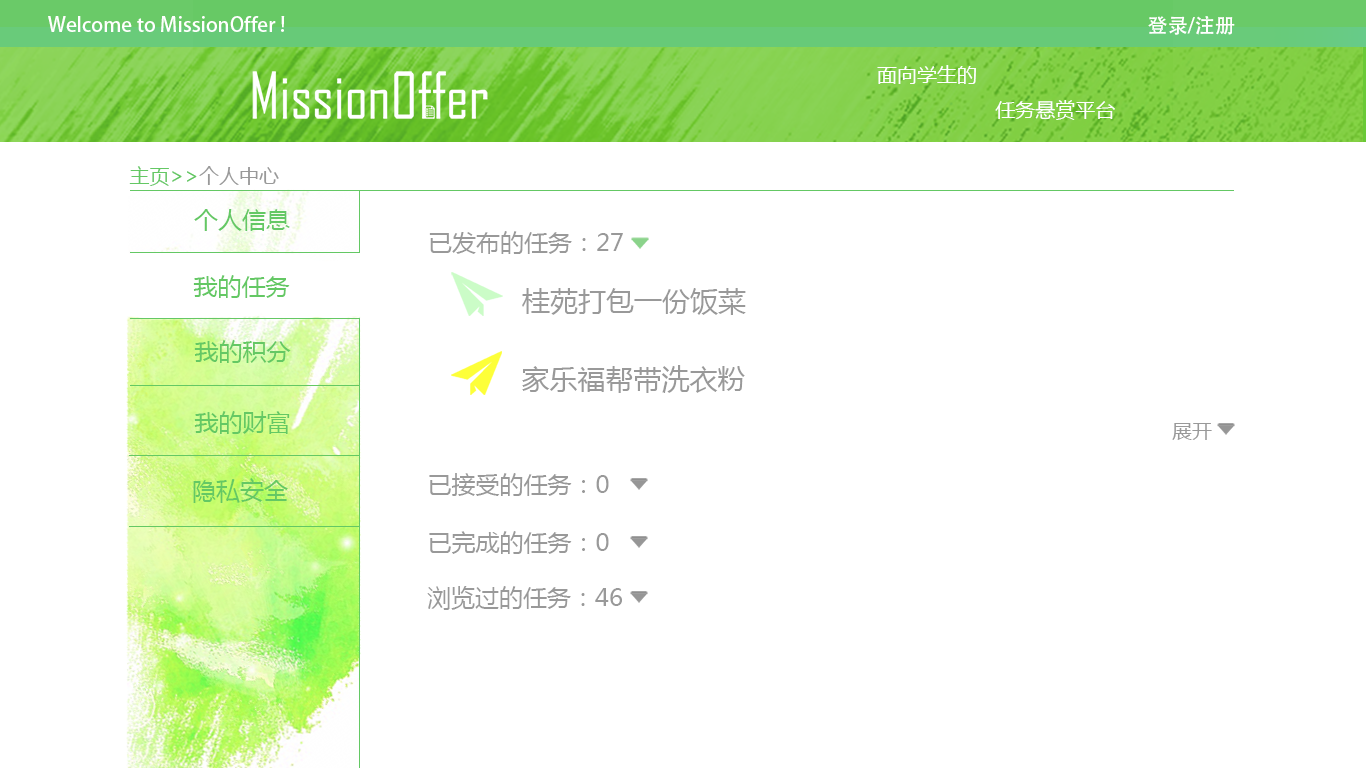 Welcome to MissionOffer !
登录/注册
MissionOffer
面向学生的
任务悬赏平台
主页>>个人中心
个人信息
我的任务
我的积分
我的财富
隐私安全
已发布的任务：27
桂苑打包一份饭菜
家乐福帮带洗衣粉
展开
已接受的任务：0
已完成的任务：0
浏览过的任务：46